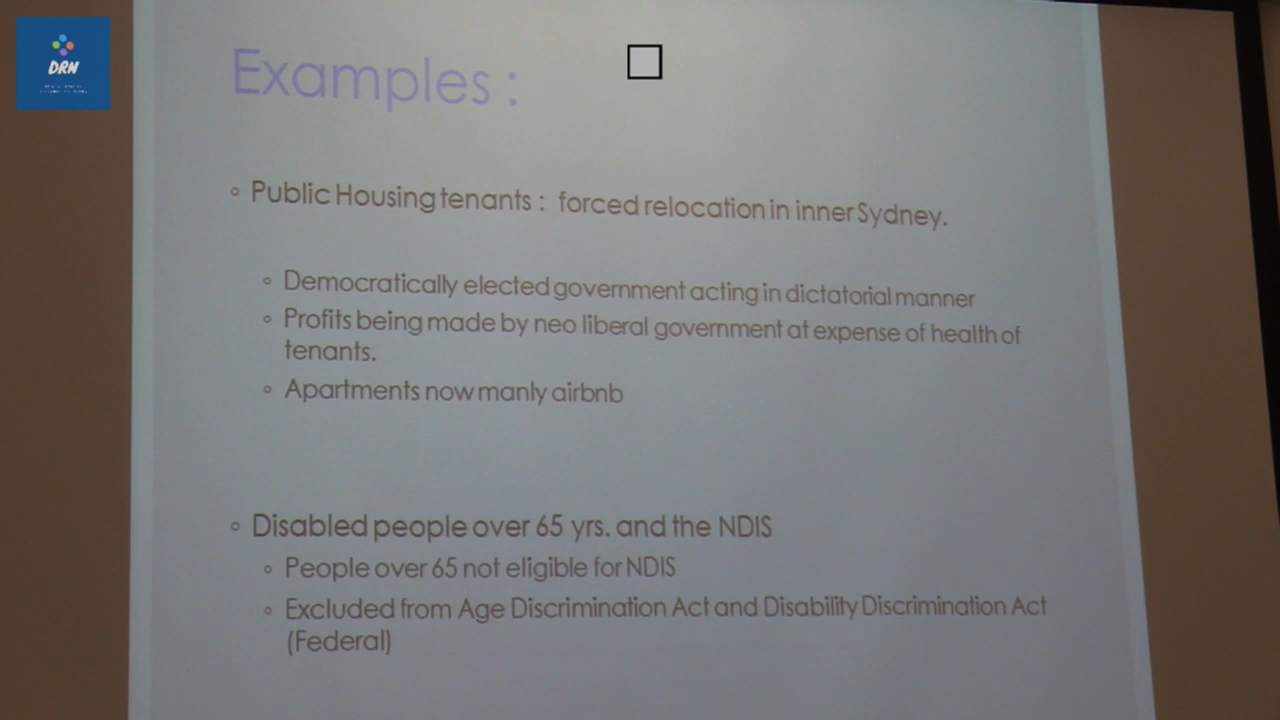 DRN
Examples :
Public Housing tenants : forced relocation in inner Sydney.
Democratically elected government acting in dictatorial manner
Profits being made by neo liberal government at expense of health of
tenants.
Apartments now manly airbnb
Disabled people over 65 yrs. and the NDIS
People over 65 not eligible for NDIS
Excluded from Age Discrimination Act and Disability Discrimination Act
(Federal)